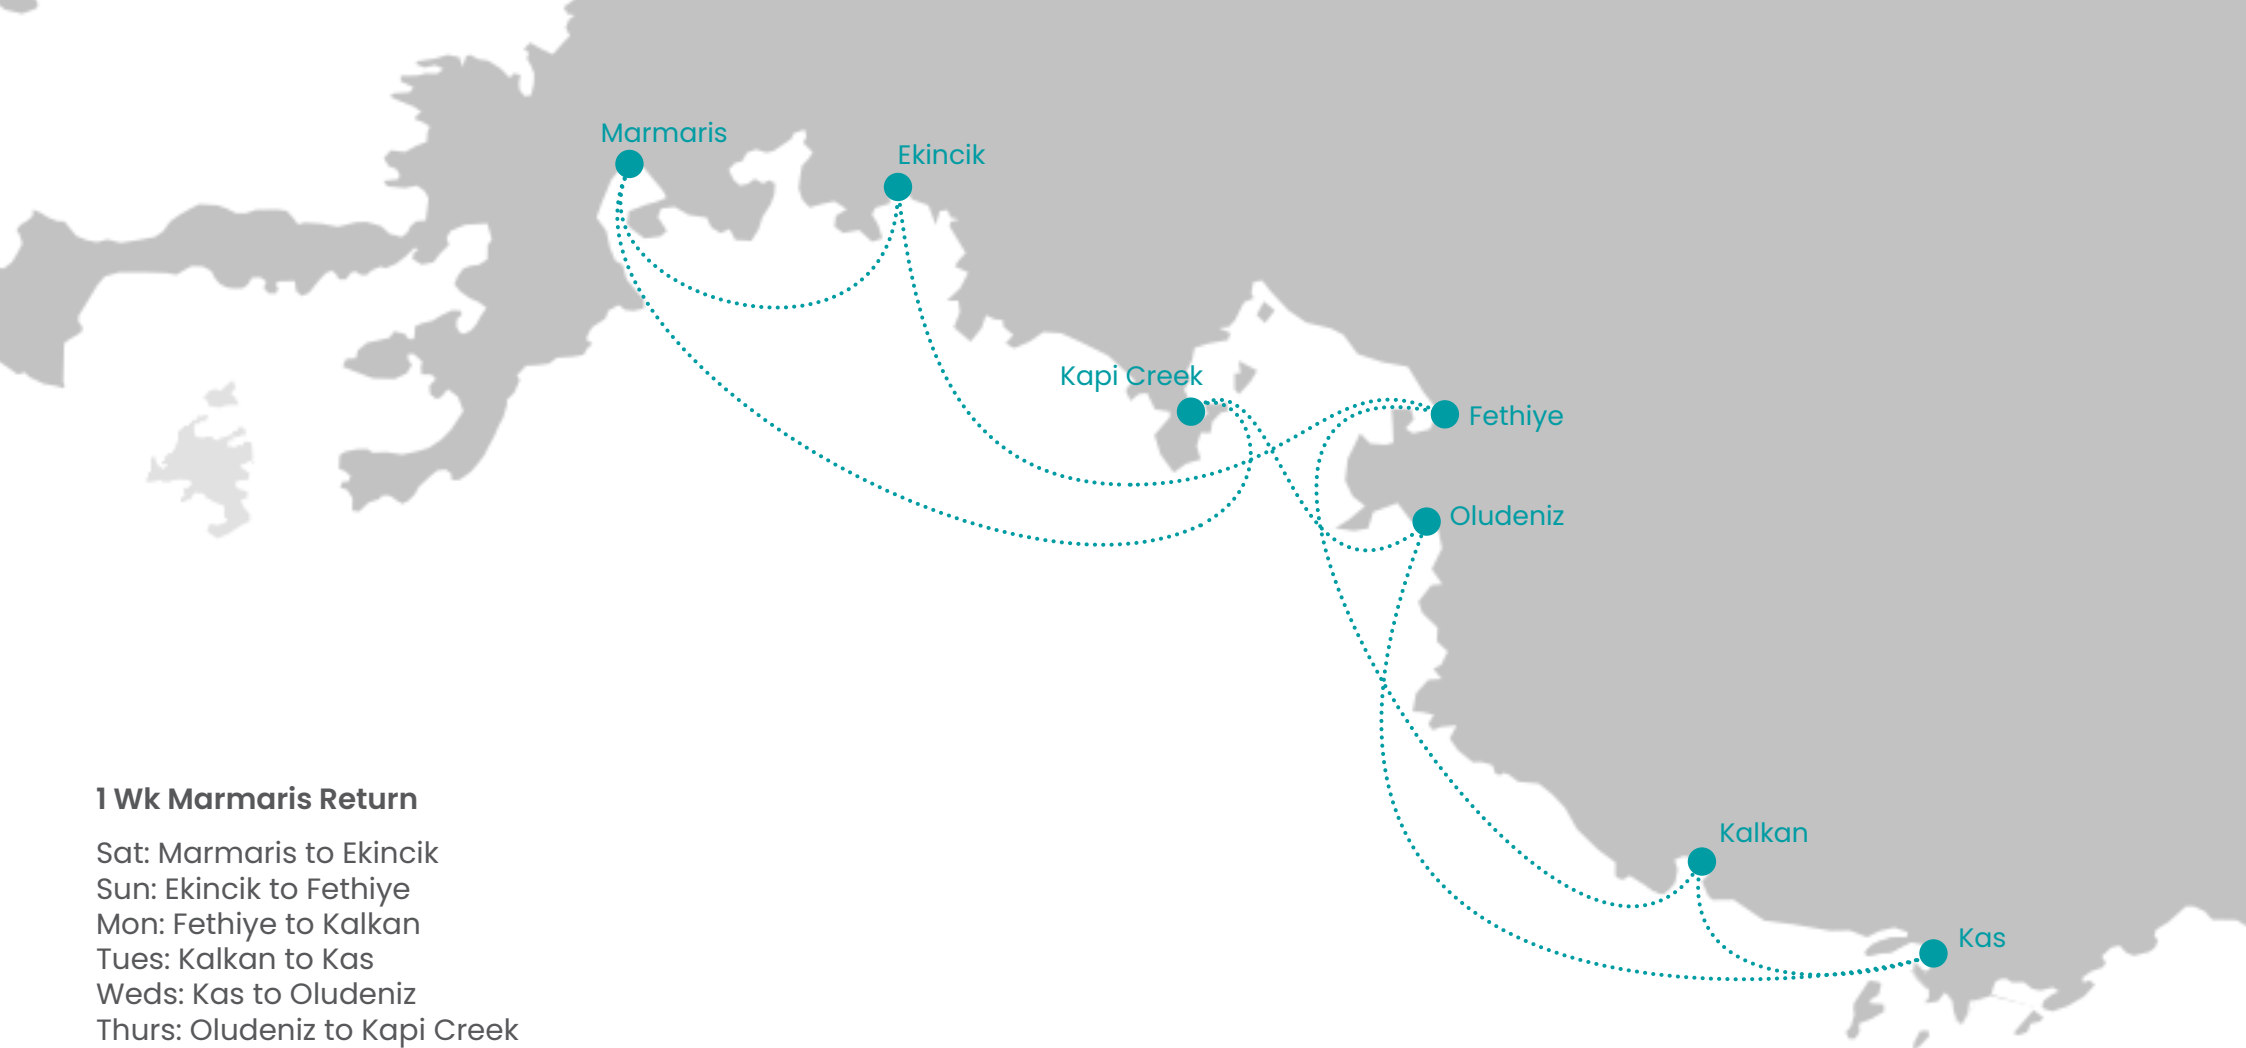 Marmaris
Ekincik
Kapi Creek
Fethiye
Oludeniz
Kalkan
Kas
1 Wk Marmaris Return
Sat: Marmaris to Ekincik
Sun: Ekincik to Fethiye
Mon: Fethiye to Kalkan
Tues: Kalkan to Kas
Weds: Kas to Oludeniz
Thurs: Oludeniz to Kapi Creek